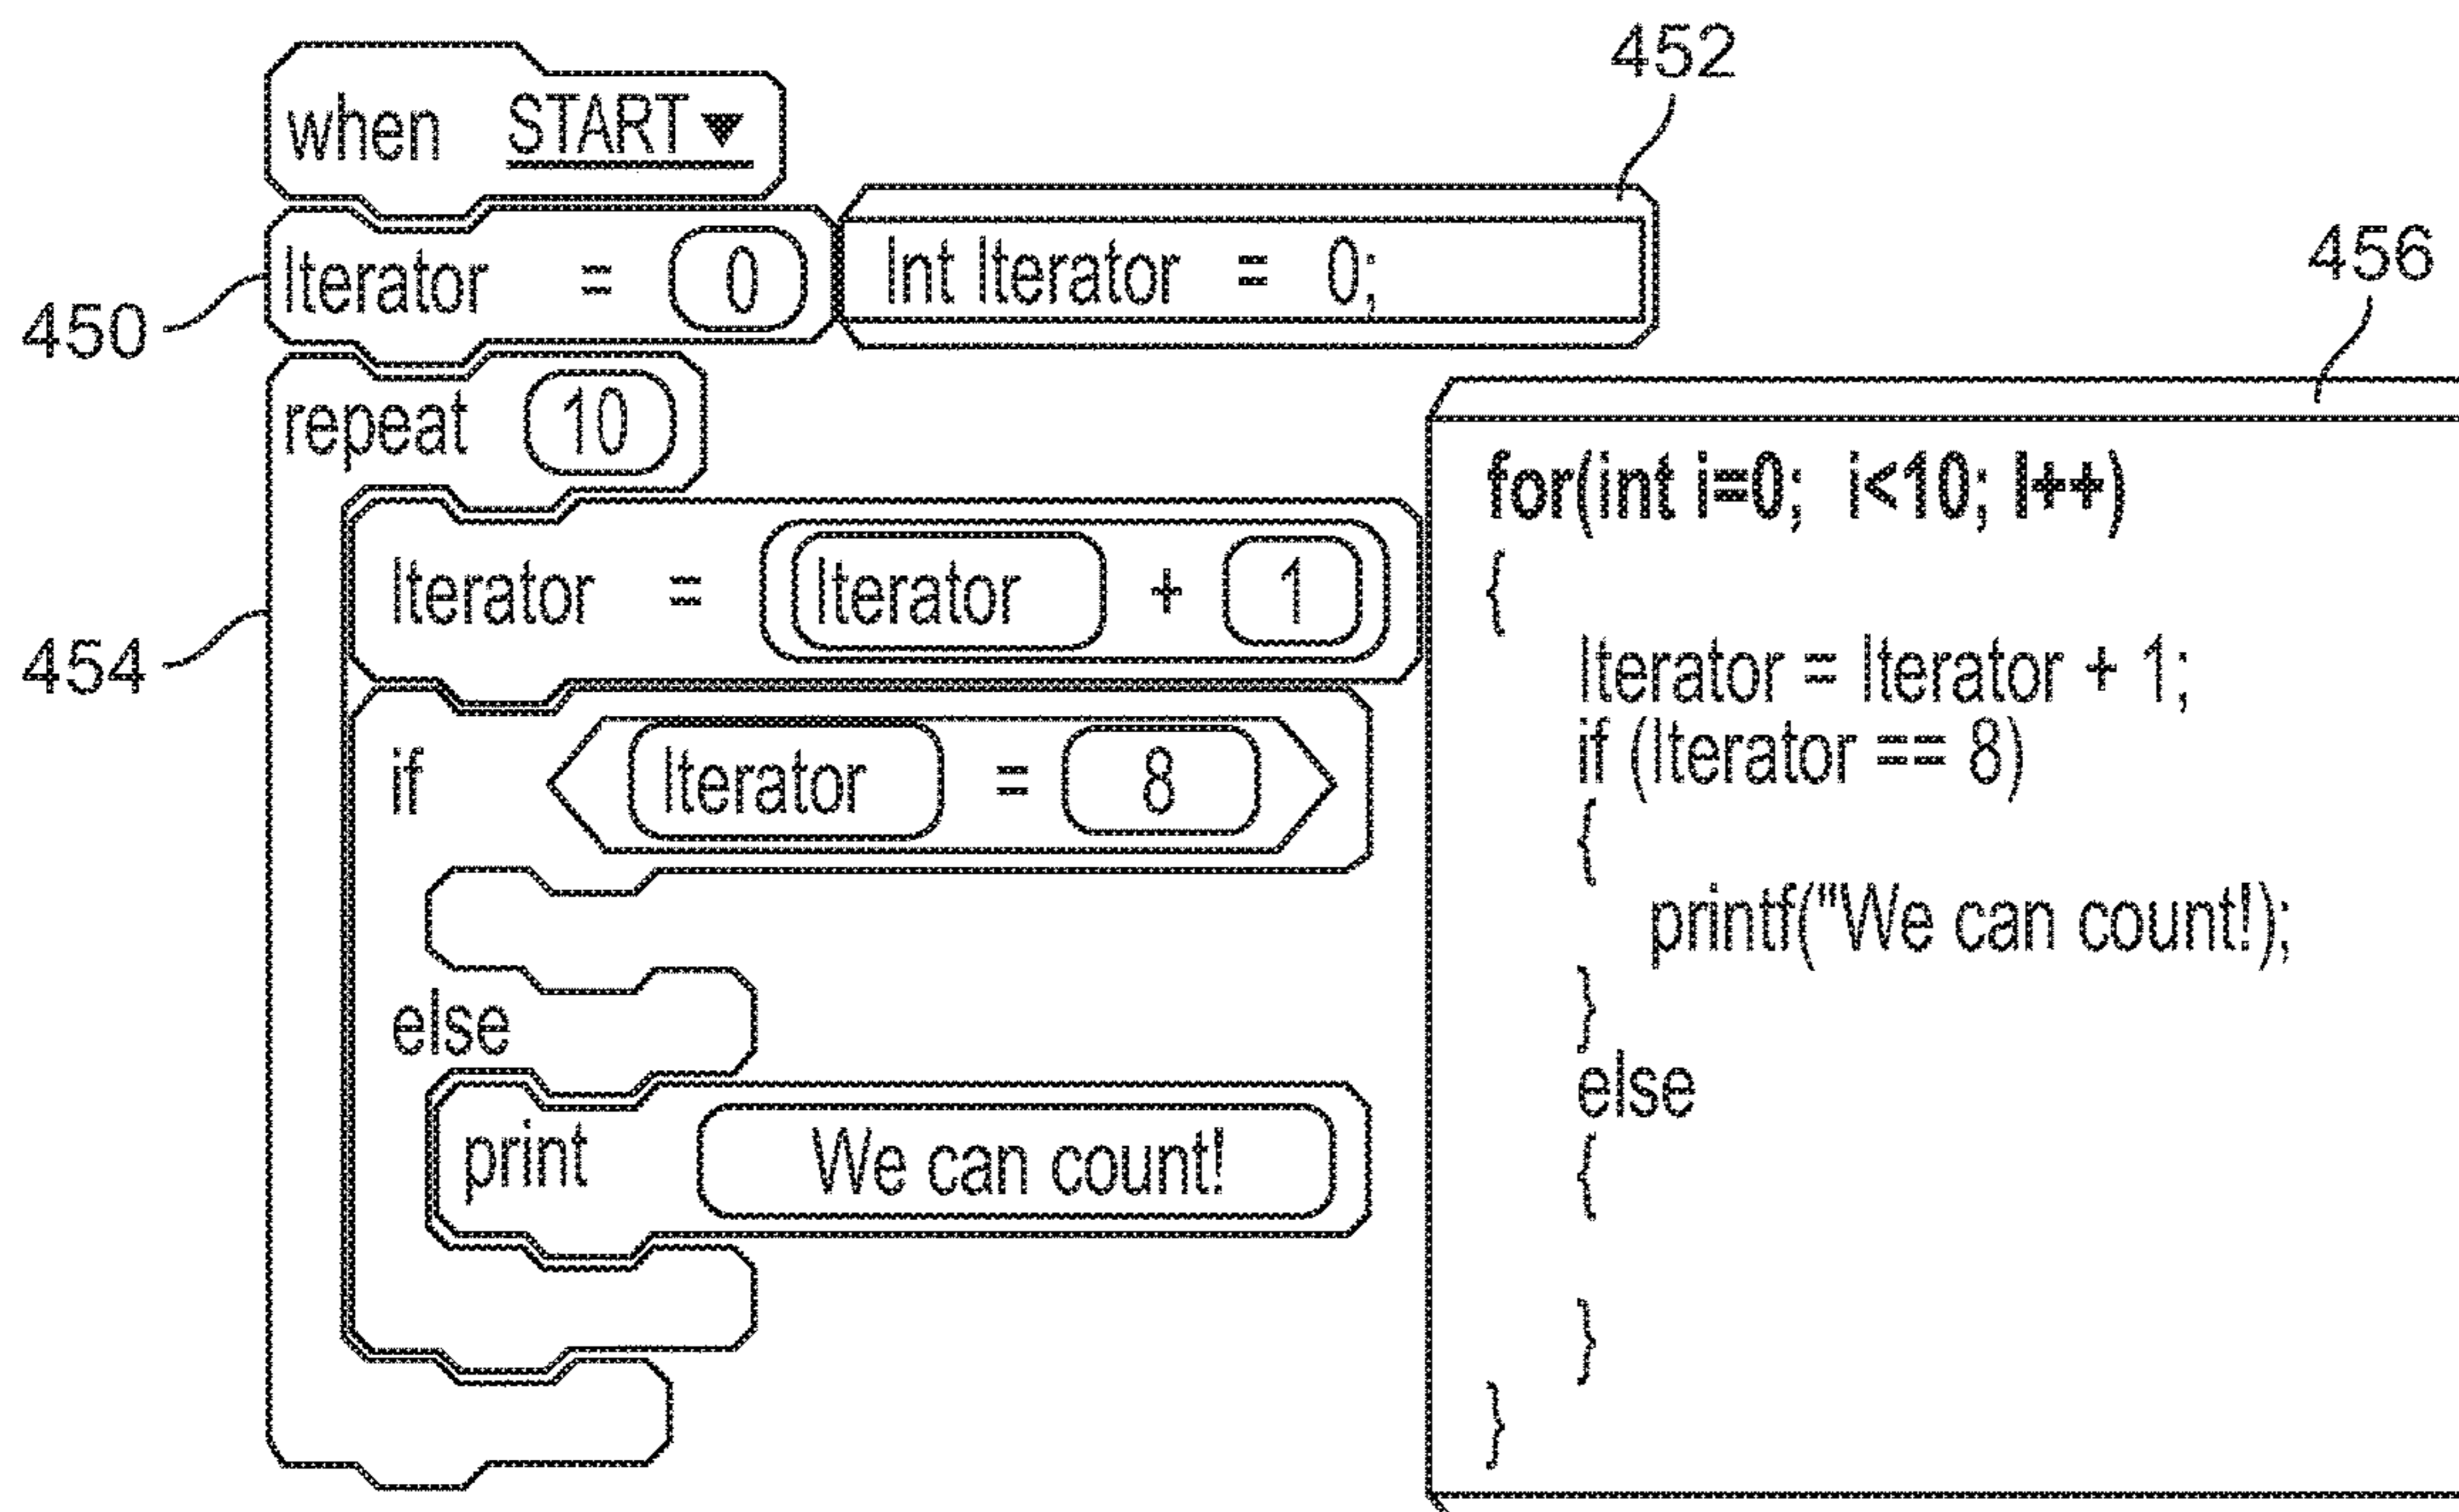 452
when START▼
456
450
Iterator = 0
Int Iterator = 0;
repeat 10
454
Iterator = Iterator + 1
if Iterator = 8
else
print We can count!
for(int i=0; i<10; I++)
{
Iterator = Iterator + 1;
if (Iterator == 8)
{
printf("We can count!);
}
else
{
}
}